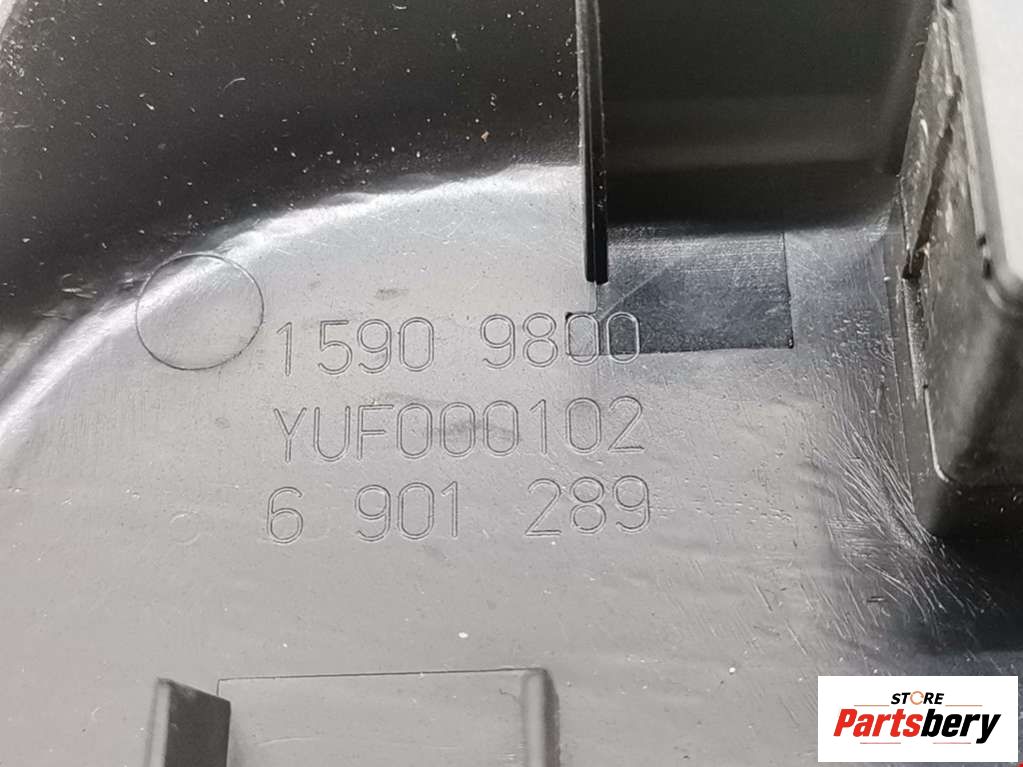 1590 9800
YUF000102
6 901 289
STORE
Partsbery